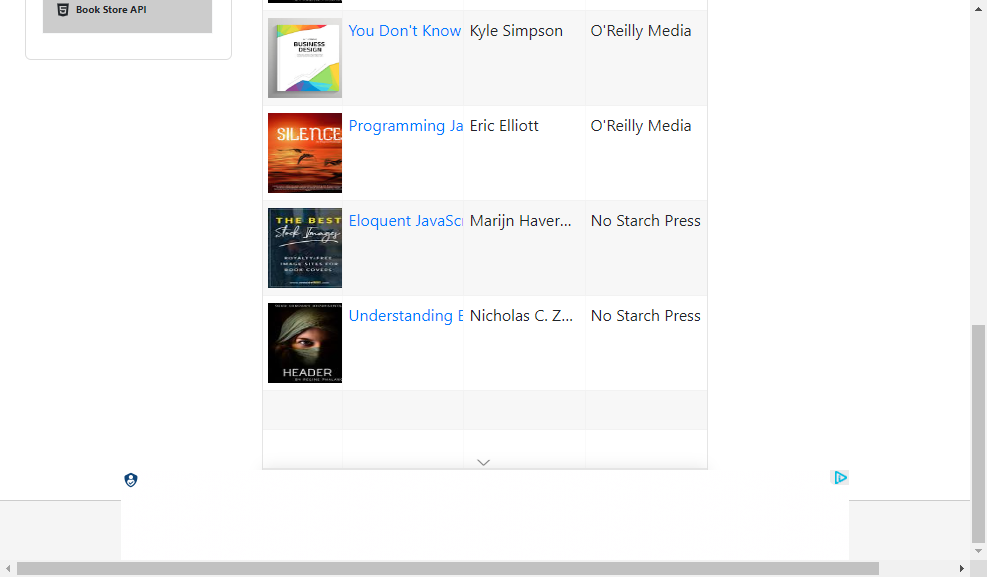 Book Store API
You Don't Know Kyle Simpson O'Reilly Media
BUSINESS
DESIGN
Programming Ja Eric Elliott O'Reilly Media
SILENCE
Eloquent JavaSc Marijn Haver... No Starch Press
THE BEST
Stock Images
ROYALTY-FREE
IMAGE SITES FOR
BOOK COVERS
Understanding E Nicholas C. Z... No Starch Press
HEADER